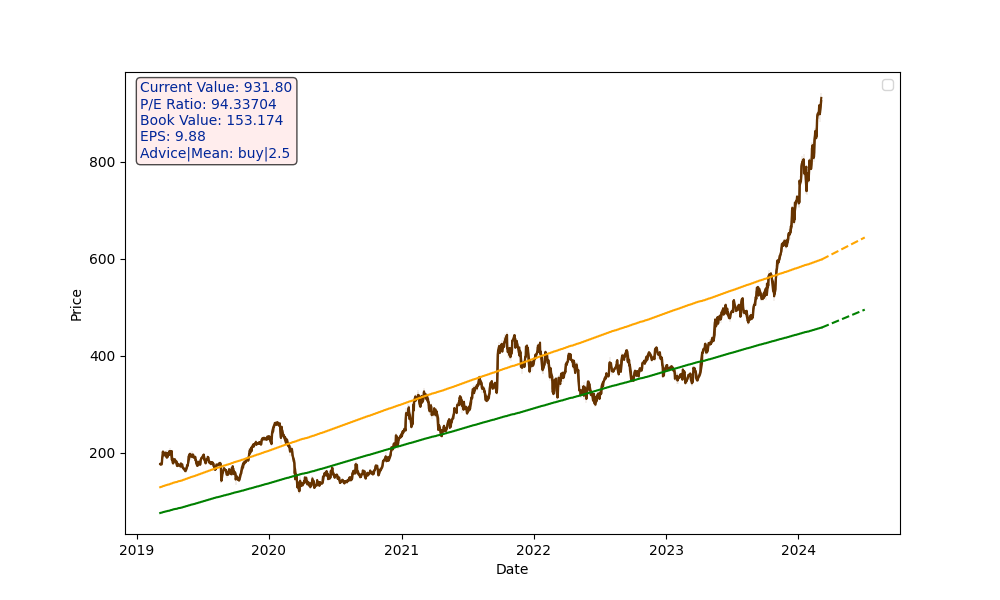 Current Value: 931.80
P/E Ratio: 94.33704
Book Value: 153.174
EPS: 9.88
Advice|Mean: buy|2.5
800
600
400
200
Price
2019 2020 2021 2022 2023 2024
Date